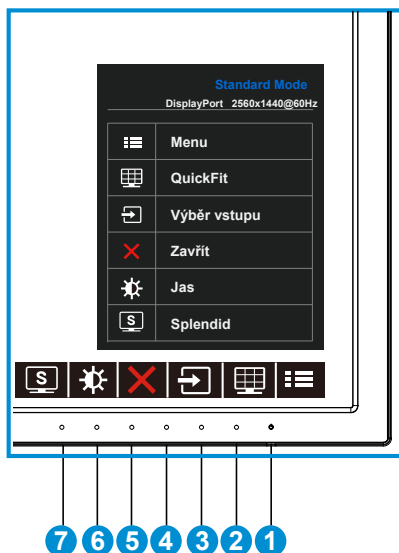 Standard Mode
DisplayPort 2560x1440@60Hz
Menu
QuickFit
Výběr vstupu
Zavřít
Jas
S Splendid
S
7 6 5 4 3 2 1